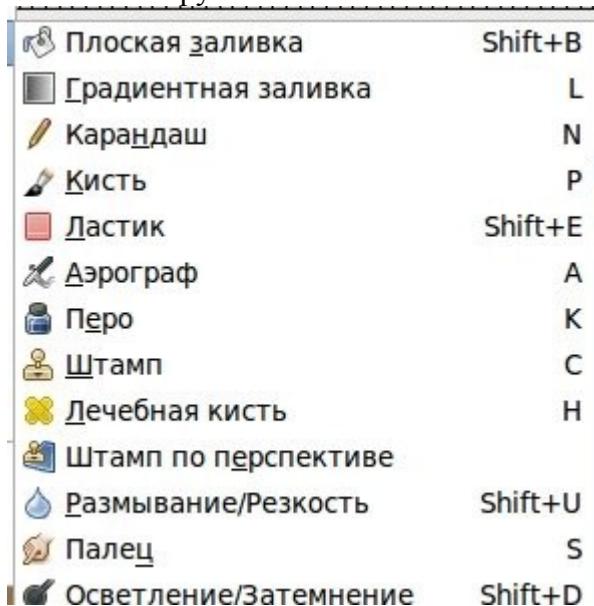 Плоская заливка Shift+B
Градиентная заливка L
Карандаш N
Кисть P
Ластик Shift+E
Аэрограф A
Перо K
Штамп C
Лечебная кисть H
Штамп по перспективе
Размывание/Резкость Shift+U
Палец S
Осветление/Затемнение Shift+D